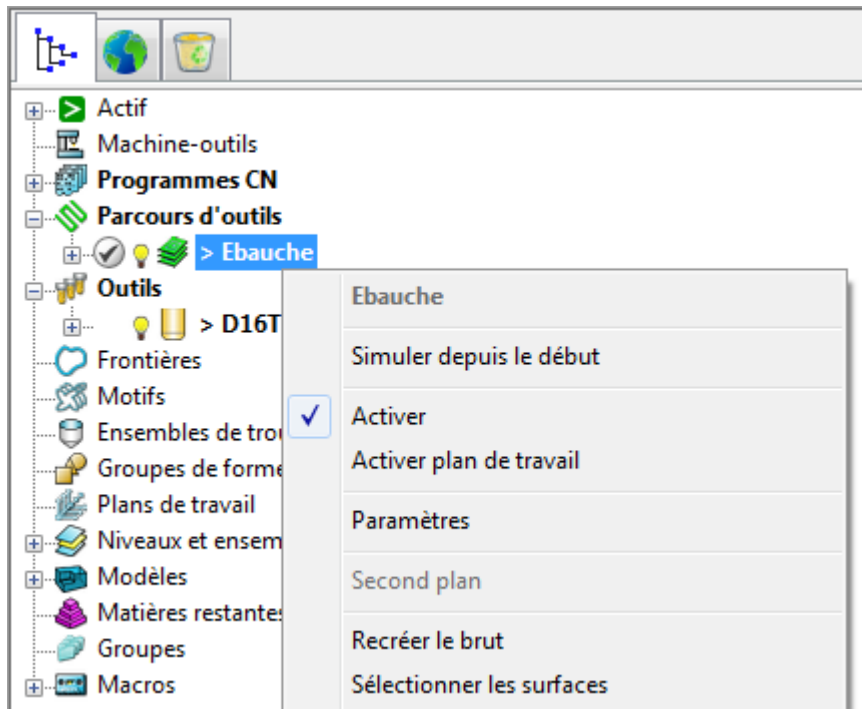 Actif
Machine-outils
Programmes CN
Parcours d'outils
> Ebauche
Outils
> D16T
Frontières
Motifs
Ensembles de trou
Groupes de forme
Plans de travail
Niveaux et ensem
Modèles
Matières restantes
Groupes
Macros
Ebauche
Simuler depuis le début
Activer
Activer plan de travail
Paramètres
Second plan
Recréer le brut
Sélectionner les surfaces